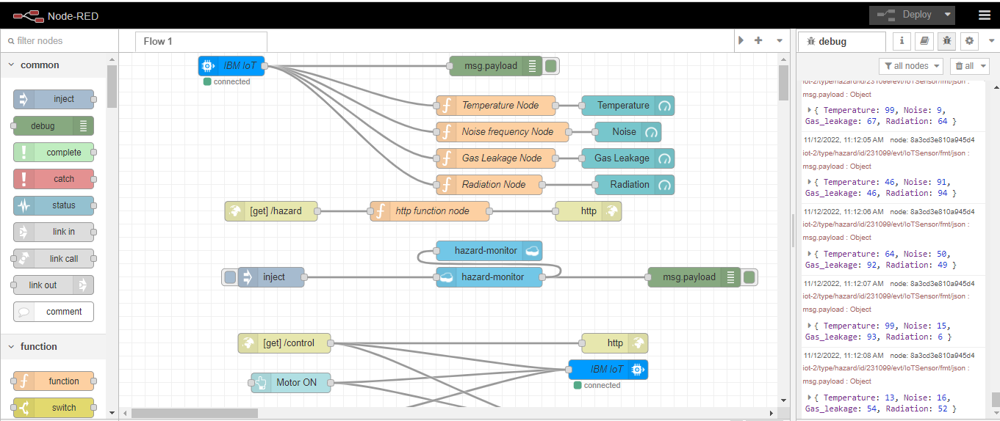 Node-RED
Deploy
filter nodes
common
inject
debug
complete
catch
status
link in
link call
link out
comment
function
function
switch
Flow 1
IBM IoT
connected
msg.payload
Temperature Node
Temperature
Noise frequency Node
Noise
Gas Leakage Node
Gas Leakage
Radiation Node
Radiation
[get] /hazard
http function node
http
hazard-monitor
inject
hazard-monitor
msg.payload
[get] /control
http
IBM IoT
connected
Motor ON
debug
i
all nodes
all
iot-2/type/hazard/id/231099/evt/IoTSensor/fmt/json :
msg.payload : Object
{ Temperature: 99, Noise: 9,
Gas_leakage: 67, Radiation: 64 }
11/12/2022, 11:12:05 AM node: 8a3cd3e810a945d4
iot-2/type/hazard/id/231099/evt/IoTSensor/fmt/json :
msg.payload : Object
{ Temperature: 46, Noise: 91,
Gas_leakage: 46, Radiation: 94 }
11/12/2022, 11:12:06 AM node: 8a3cd3e810a945d4
iot-2/type/hazard/id/231099/evt/IoTSensor/fmt/json :
msg.payload : Object
{ Temperature: 64, Noise: 50,
Gas_leakage: 92, Radiation: 49 }
11/12/2022, 11:12:07 AM node: 8a3cd3e810a945d4
iot-2/type/hazard/id/231099/evt/IoTSensor/fmt/json :
msg.payload : Object
{ Temperature: 99, Noise: 15,
Gas_leakage: 93, Radiation: 6 }
11/12/2022, 11:12:08 AM node: 8a3cd3e810a945d4
iot-2/type/hazard/id/231099/evt/IoTSensor/fmt/json :
msg.payload : Object
{ Temperature: 13, Noise: 16,
Gas_leakage: 54, Radiation: 52 }